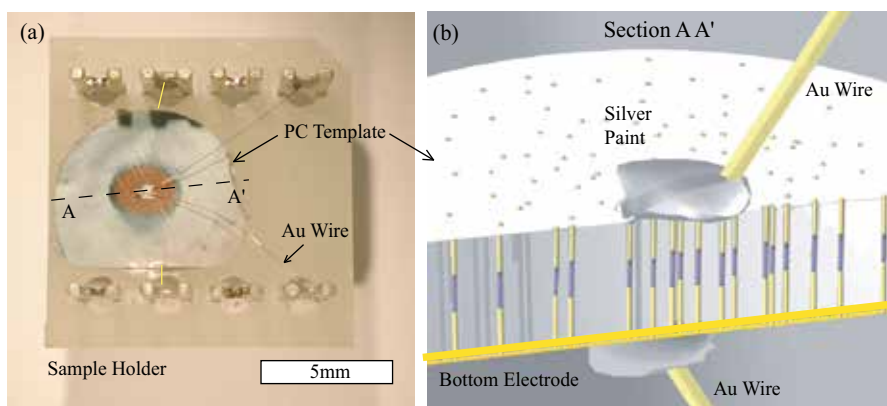 (a)
PC Template
A
A'
Au Wire
Sample Holder
5mm
(b)
Section A A'
Au Wire
Silver
Paint
Bottom Electrode
Au Wire